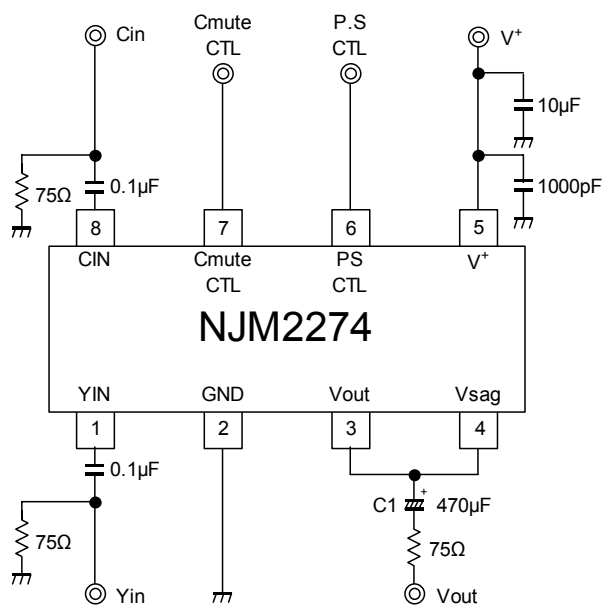 Cin
Cmute
CTL
P.S
CTL
V+
10µF
75Ω
0.1µF
1000pF
8
7
6
5
CIN
Cmute
CTL
PS
CTL
V+
NJM2274
YIN
GND
Vout
Vsag
1
2
3
4
0.1µF
75Ω
C1
+
470µF
75Ω
Yin
Vout